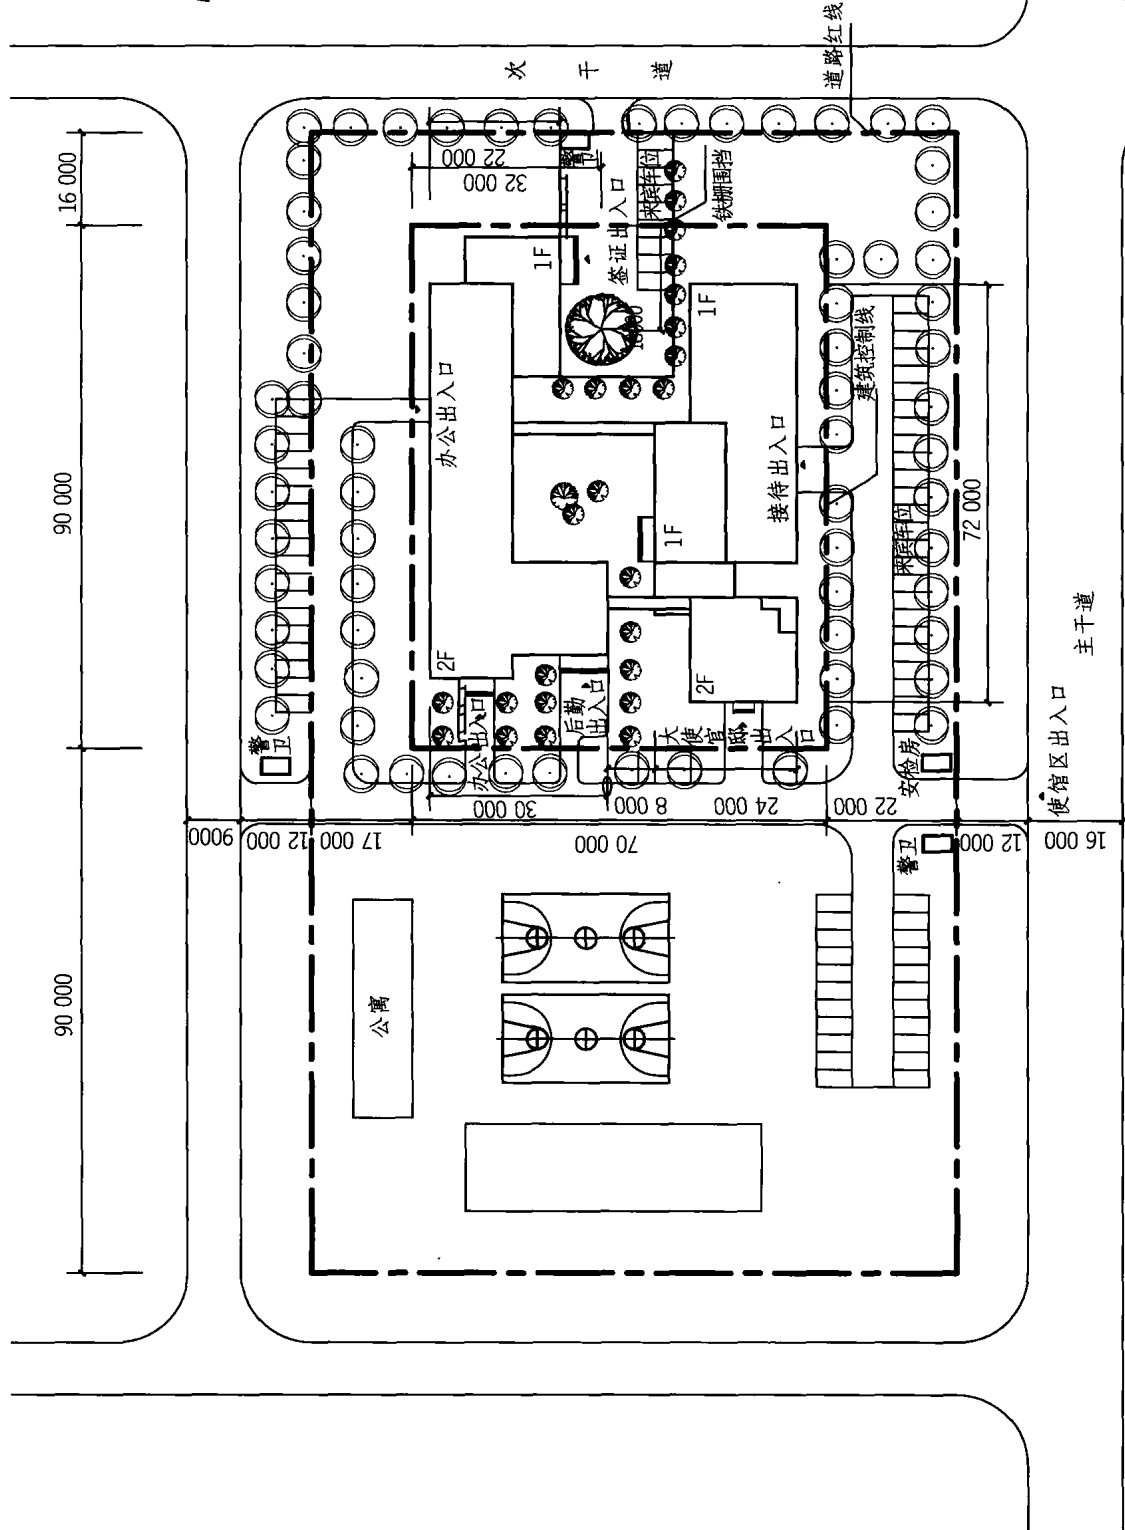 次干道
道路红线
16 000
22 000
32 000
警卫
签证出入口
来宾车位
铁栅围挡
1F
1F
建筑控制线
办公出入口
90 000
接待出入口
1F
来宾车位
72 000
2F
2F
主干道
办公出入口
后勤
出入口
大使官邸出入口
警卫
安检房
使馆区出入口
30 000
8 000
24 000
22 000
9000
12 000
17 000
70 000
12 000
16 000
警卫
90 000
公寓